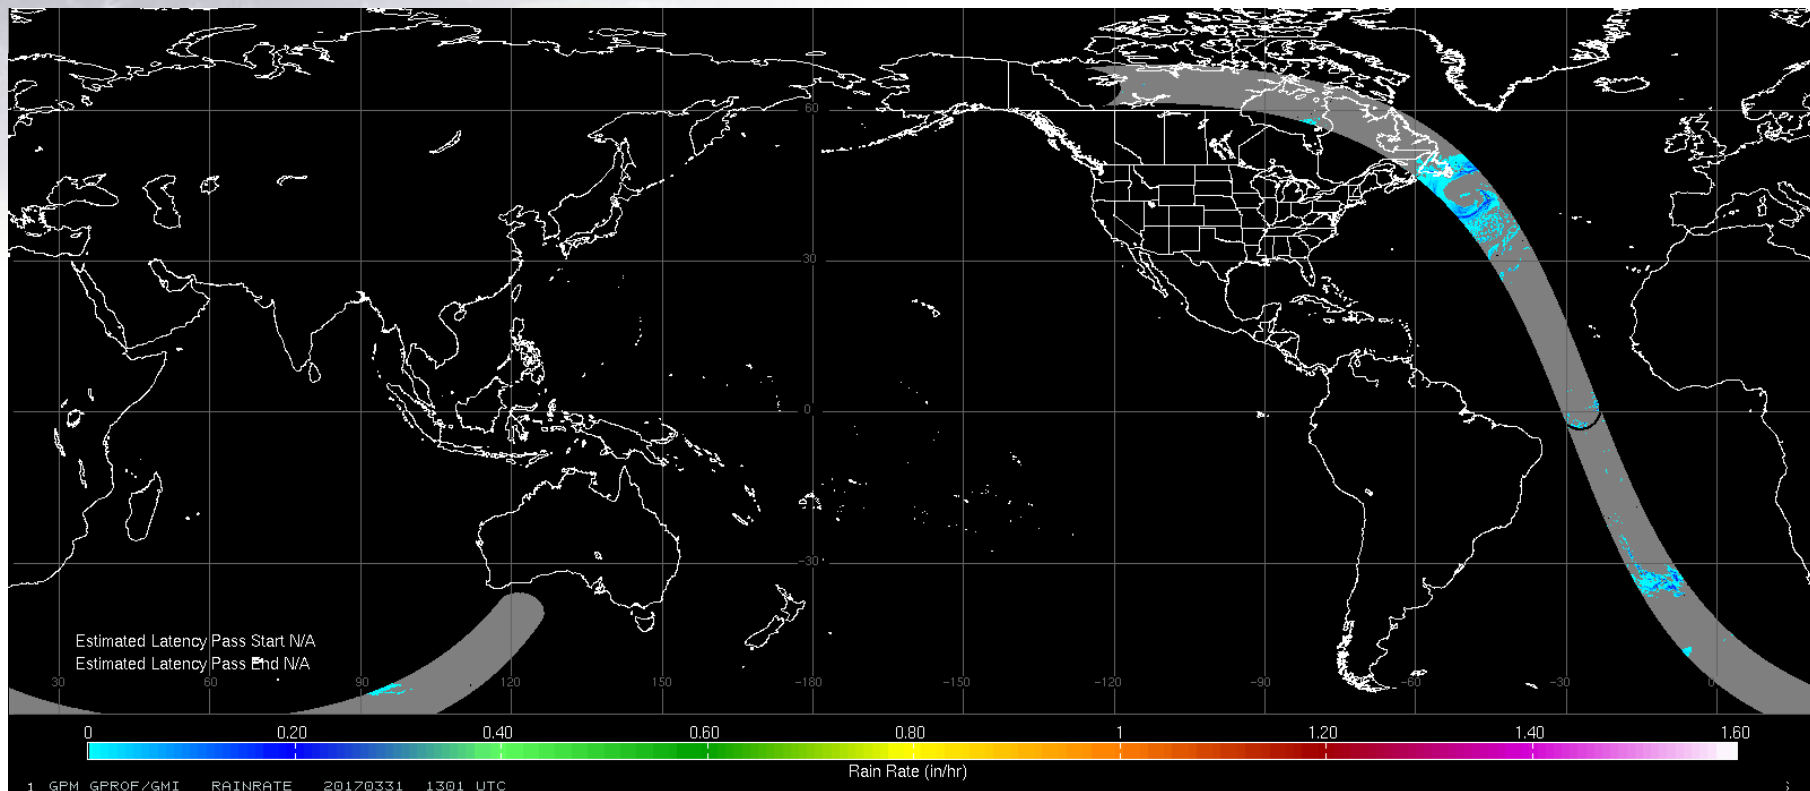 60
30
0
-30
Estimated Latency Pass Start N/A
Estimated Latency Pass End N/A
30 60 90 120 150 -180 -150 -120 -90 -60 -30 0
0 0.20 0.40 0.60 0.80 1 1.20 1.40 1.60
Rain Rate (in/hr)
1 GPM GPROF/GMI RAINRATE 20170331 1301 UTC